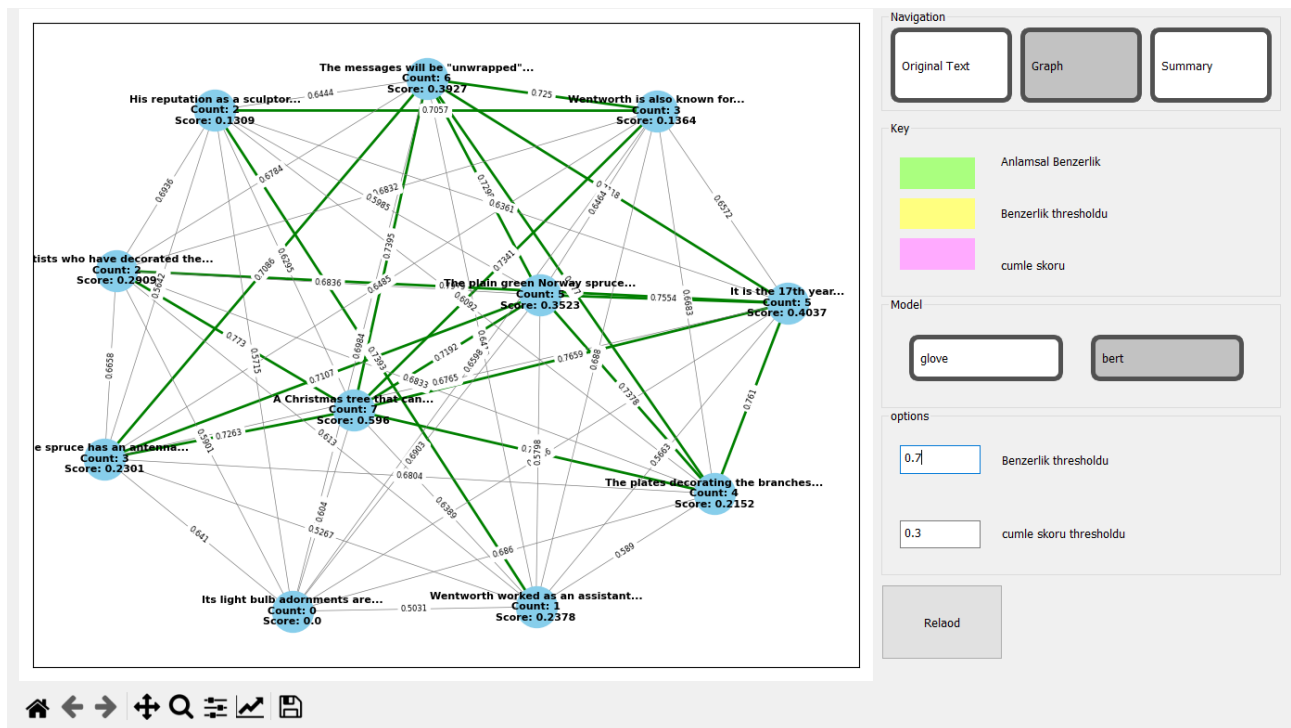 The messages will be "unwrapped"...
Count: 6
Score: 0.3927
His reputation as a sculptor...
Count: 2
Score: 0.1309
Wentworth is also known for...
Count: 3
Score: 0.1364
0.6444
0.725
0.7057
0.6936
0.6784
0.6832
0.5985
0.6361
0.6464
0.6572
tists who have decorated the...
Count: 2
Score: 0.2909
The plain green Norway spruce...
Count: 5
Score: 0.3523
It is the 17th year...
Count: 5
Score: 0.4037
0.7395
0.7341
0.6295
0.7086
0.5642
0.6836
0.6485
0.6092
0.7554
0.6683
0.773
0.5715
0.6984
0.7393
0.7192
0.6598
0.688
0.7659
0.6658
0.7107
0.6833
0.6765
0.7378
0.761
A Christmas tree that can...
Count: 7
Score: 0.596
e spruce has an antenna...
Count: 3
Score: 0.2301
The plates decorating the branches...
Count: 4
Score: 0.2152
0.7263
0.5901
0.613
0.6903
0.5798
0.5663
0.6804
0.604
0.6389
0.641
0.5267
0.686
0.589
Its light bulb adornments are...
Count: 0
Score: 0.0
0.5031
Wentworth worked as an assistant...
Count: 1
Score: 0.2378
Navigation
Original Text
Graph
Summary
Key
Anlamsal Benzerlik
Benzerlik thresholdu
cumle skoru
Model
glove
bert
options
0.7
Benzerlik thresholdu
0.3
cumle skoru thresholdu
Relaod